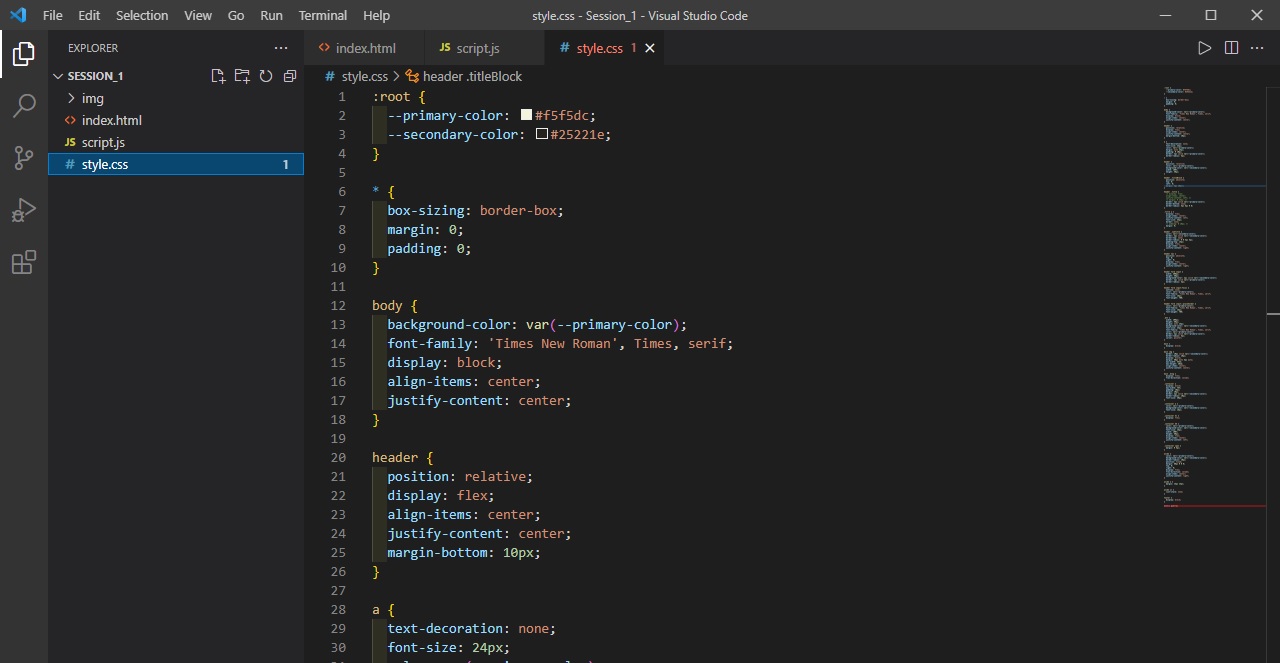 File Edit Selection View Go Run Terminal Help style.css - Session_1 - Visual Studio Code
EXPLORER
SESSION_1
img
index.html
script.js
style.css 1
index.html JS script.js # style.css 1
# style.css > header .titleBlock
1 :root {
2 --primary-color: #f5f5dc;
3 --secondary-color: #25221e;
4 }
5
6 * {
7 box-sizing: border-box;
8 margin: 0;
9 padding: 0;
10 }
11
12 body {
13 background-color: var(--primary-color);
14 font-family: 'Times New Roman', Times, serif;
15 display: block;
16 align-items: center;
17 justify-content: center;
18 }
19
20 header {
21 position: relative;
22 display: flex;
23 align-items: center;
24 justify-content: center;
25 margin-bottom: 10px;
26 }
27
28 a {
29 text-decoration: none;
30 font-size: 24px;